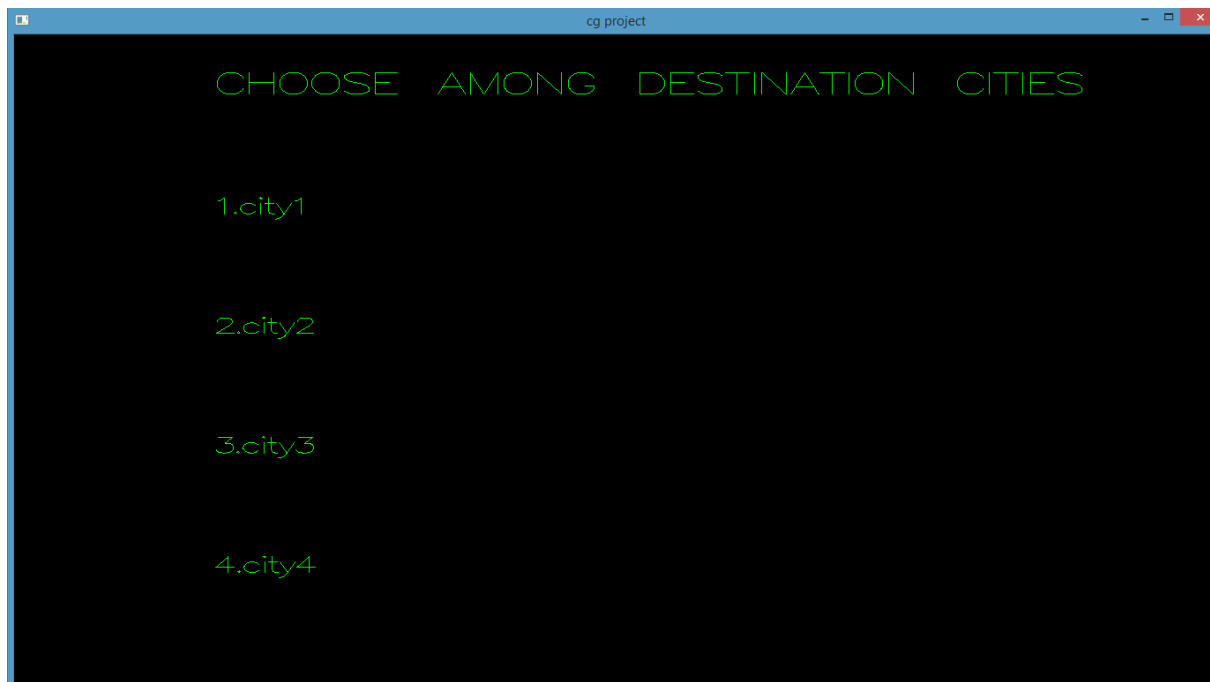 cg project
CHOOSE AMONG DESTINATION CITIES
1.city1
2.city2
3.city3
4.city4